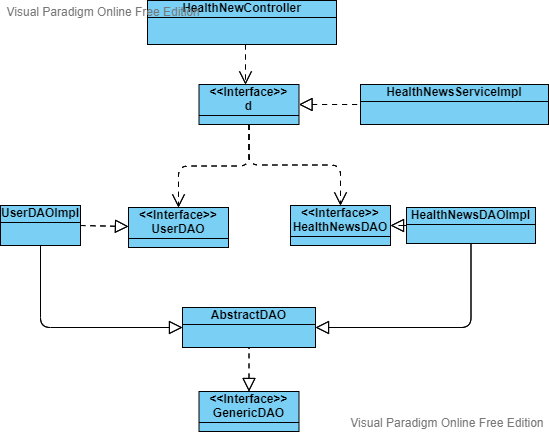 HealthNewController
Visual Paradigm Online Free Edition
<<Interface>>
d
HealthNewsServiceImpl
UserDAOImpl
<<Interface>>
UserDAO
<<Interface>>
HealthNewsDAO
HealthNewsDAOImpl
AbstractDAO
<<Interface>>
GenericDAO
Visual Paradigm Online Free Edition